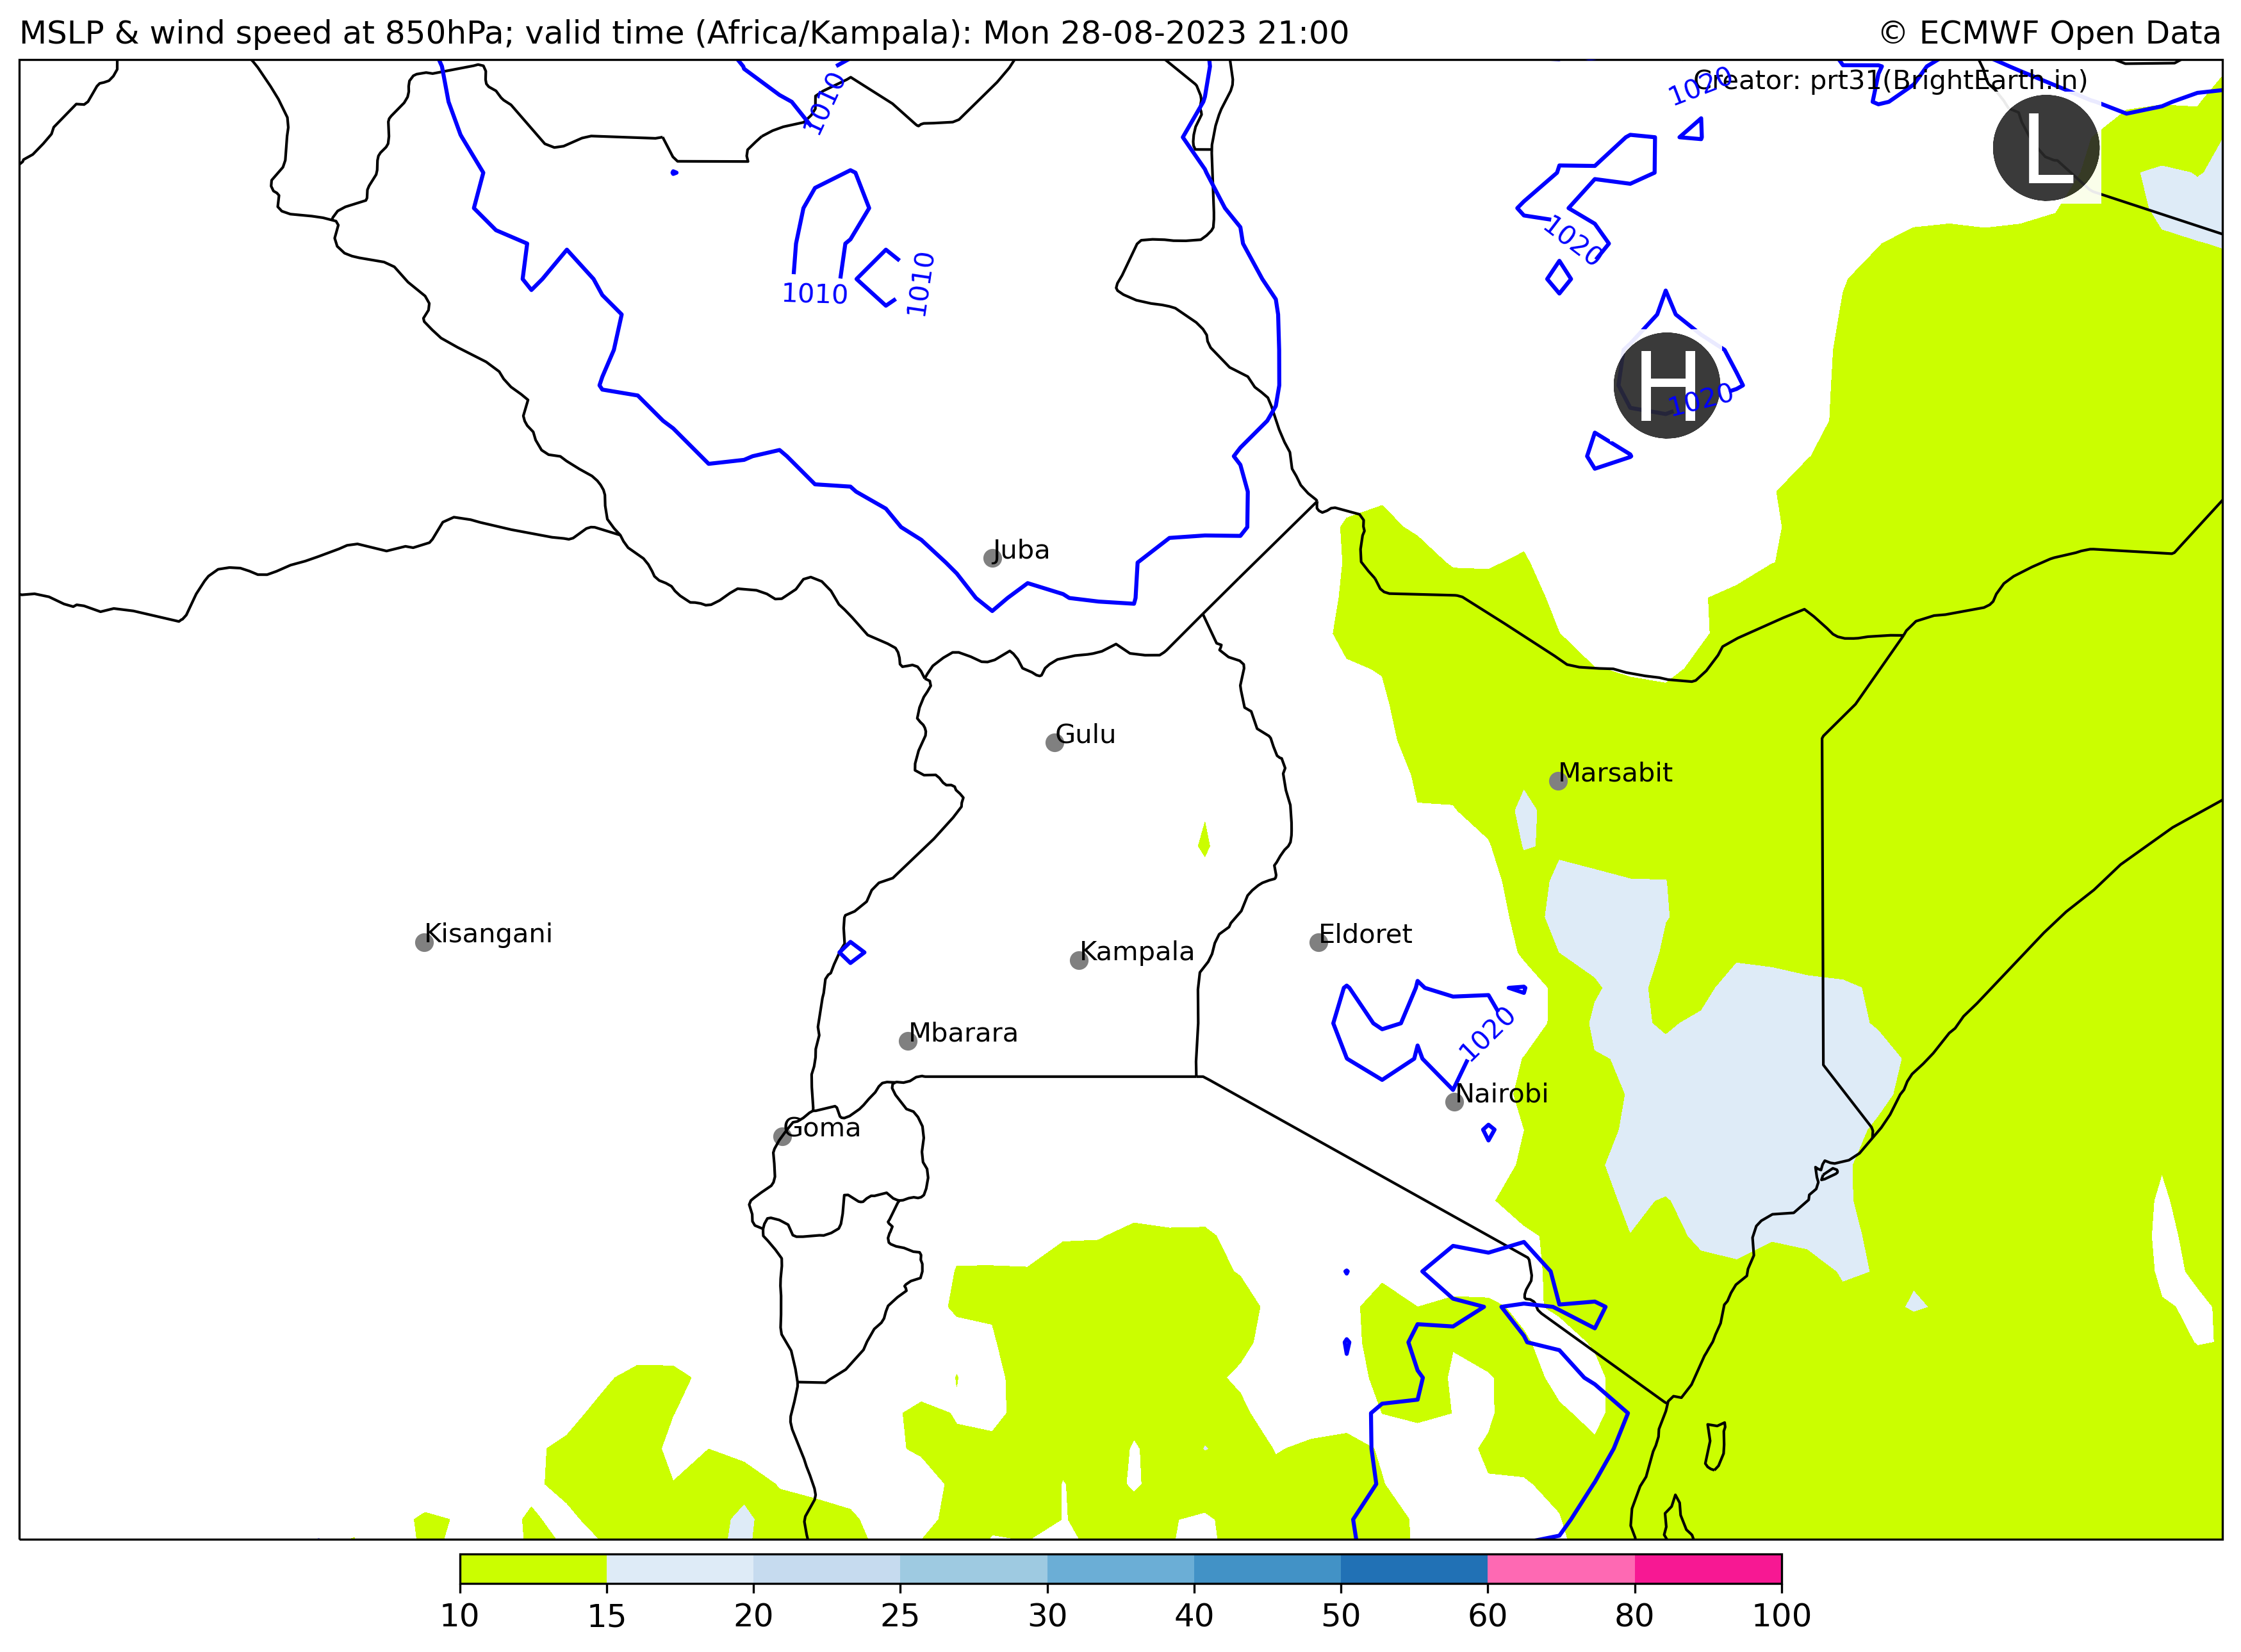 MSLP & wind speed at 850hPa; valid time (Africa/Kampala): Mon 28-08-2023 21:00
© ECMWF Open Data
Creator: prt31(BrightEarth.in)
1010
1020
L
1020
1010
1010
H
1020
Juba
Gulu
Marsabit
Kisangani
Kampala
Eldoret
Mbarara
1020
Nairobi
Goma
10 15 20 25 30 40 50 60 80 100